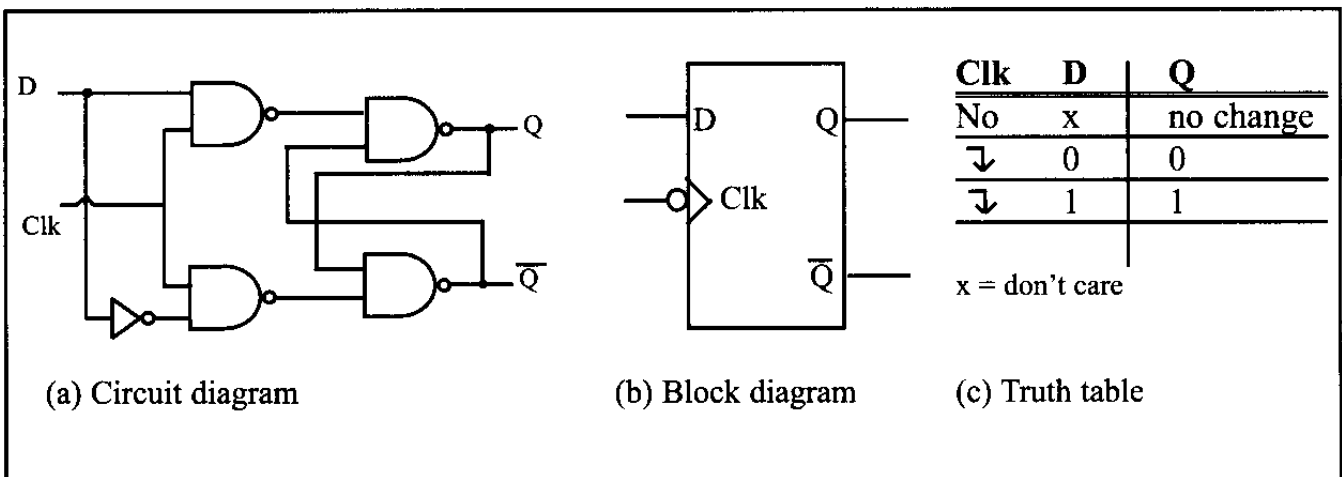 D
Clk
Q
Q̅
(a) Circuit diagram
D
Clk
Q
Q̅
(b) Block diagram
Clk D Q
No x no change
↴ 0 0
↴ 1 1
x = don't care
(c) Truth table